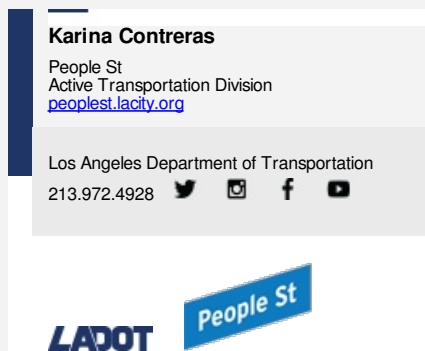 Karina Contreras
People St
Active Transportation Division
peoplest.lacity.org
Los Angeles Department of Transportation
213.972.4928
People St
LADOT